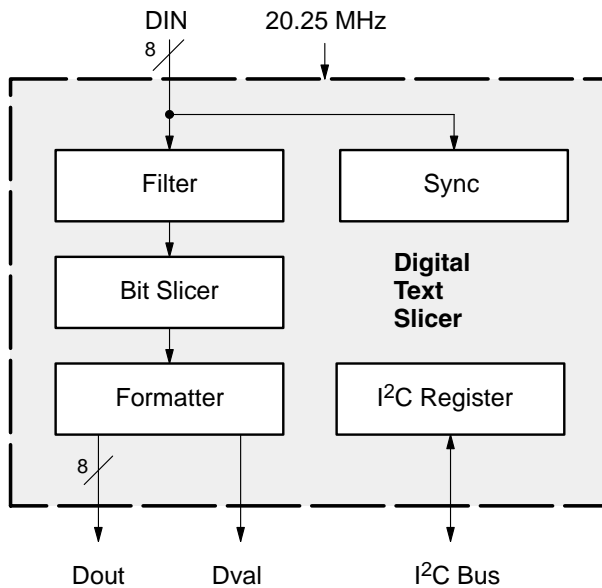 DIN 20.25 MHz
8
Filter Sync
Bit Slicer
Digital
Text
Slicer
Formatter I²C Register
8
Dout Dval I²C Bus